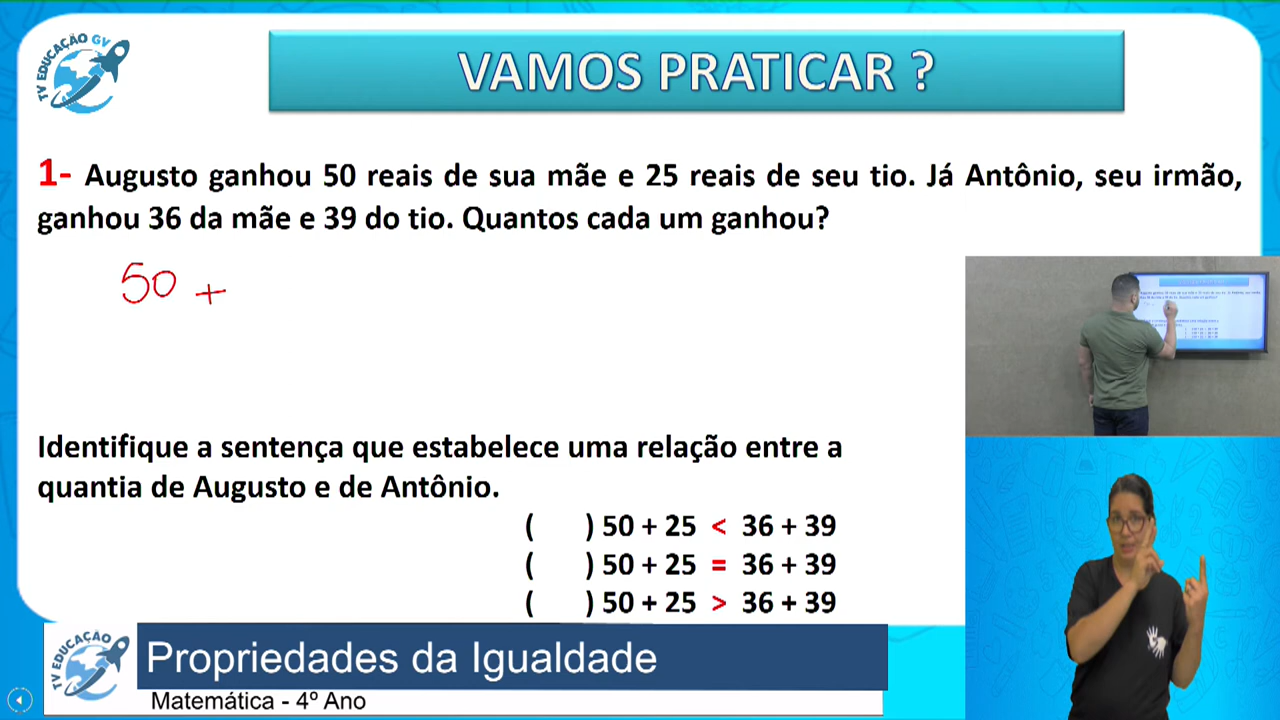 TV EDUCAÇÃO GV
VAMOS PRATICAR ?
1- Augusto ganhou 50 reais de sua mãe e 25 reais de seu tio. Já Antônio, seu irmão,
ganhou 36 da mãe e 39 do tio. Quantos cada um ganhou?
50 +
Identifique a sentença que estabelece uma relação entre a
quantia de Augusto e de Antônio.
( ) 50 + 25 < 36 + 39
( ) 50 + 25 = 36 + 39
( ) 50 + 25 > 36 + 39
TV EDUCAÇÃO
Propriedades da Igualdade
Matemática - 4º Ano